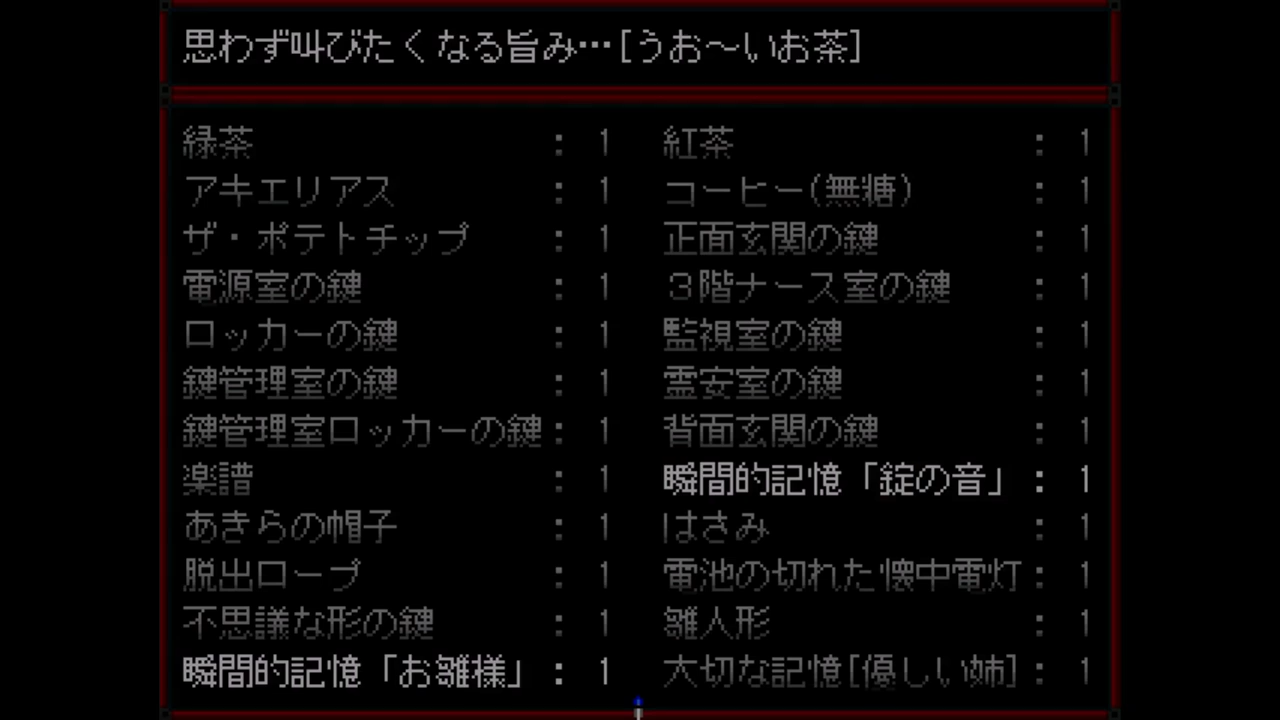 思わず叫びたくなる旨み…[うお～いお茶]
緑茶 : 1 紅茶 : 1
アキエリアス : 1 コーヒー(無糖) : 1
ザ・ポテトチップ : 1 正面玄関の鍵 : 1
電源室の鍵 : 1 3階ナース室の鍵 : 1
ロッカーの鍵 : 1 監視室の鍵 : 1
鍵管理室の鍵 : 1 霊安室の鍵 : 1
鍵管理室ロッカーの鍵 : 1 背面玄関の鍵 : 1
楽譜 : 1 瞬間的記憶「錠の音」 : 1
あきらの帽子 : 1 はさみ : 1
脱出ロープ : 1 電池の切れた懐中電灯 : 1
不思議な形の鍵 : 1 雛人形 : 1
瞬間的記憶「お雛様」 : 1 大切な記憶[優しい姉] : 1